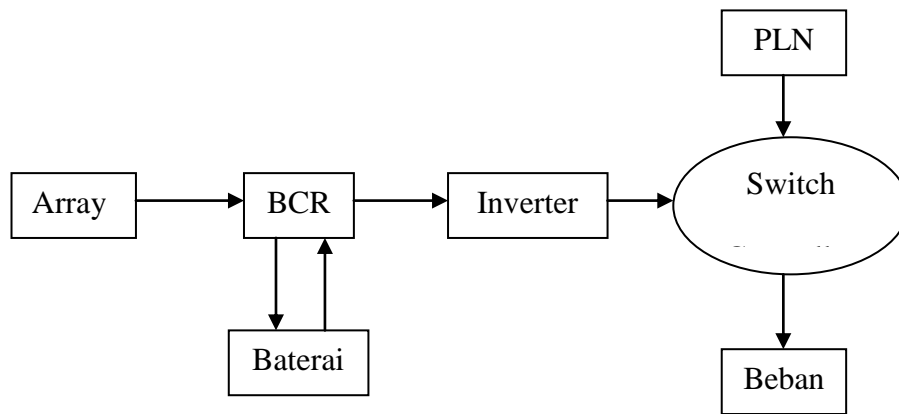 PLN
Array
BCR
Inverter
Switch
Baterai
Beban